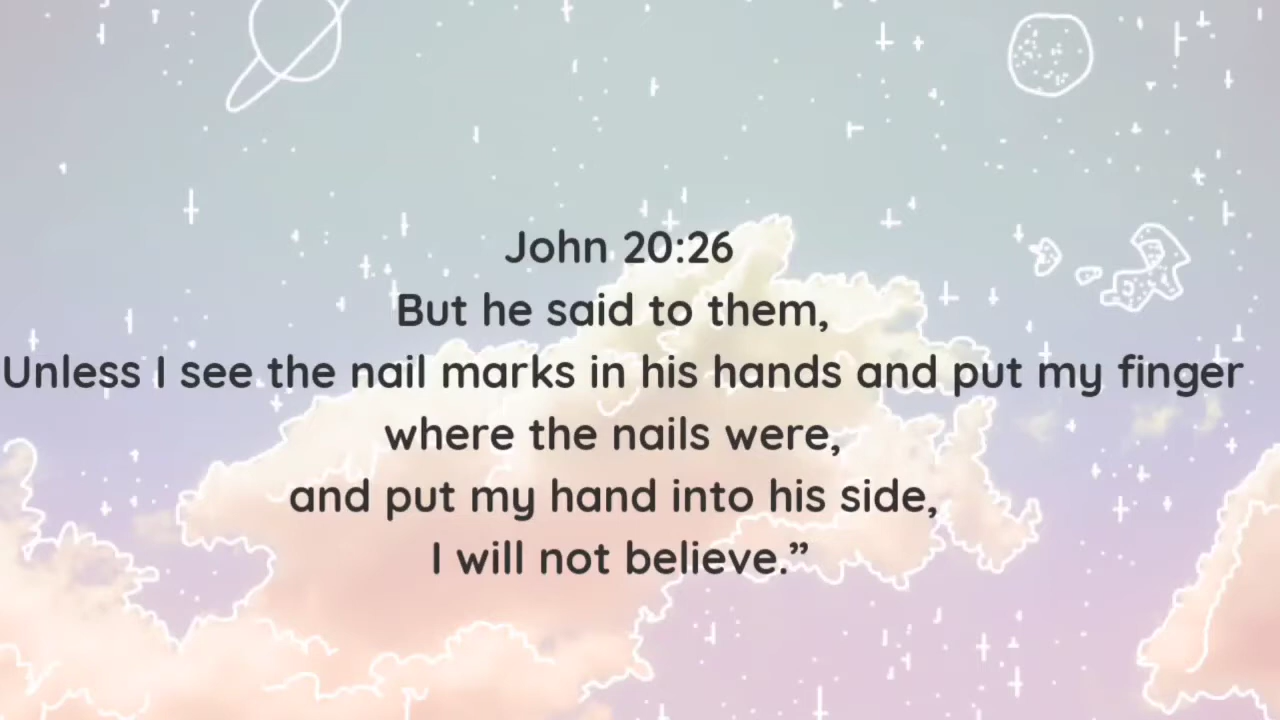 John 20:26
But he said to them,
Unless I see the nail marks in his hands and put my finger
where the nails were,
and put my hand into his side,
I will not believe.”